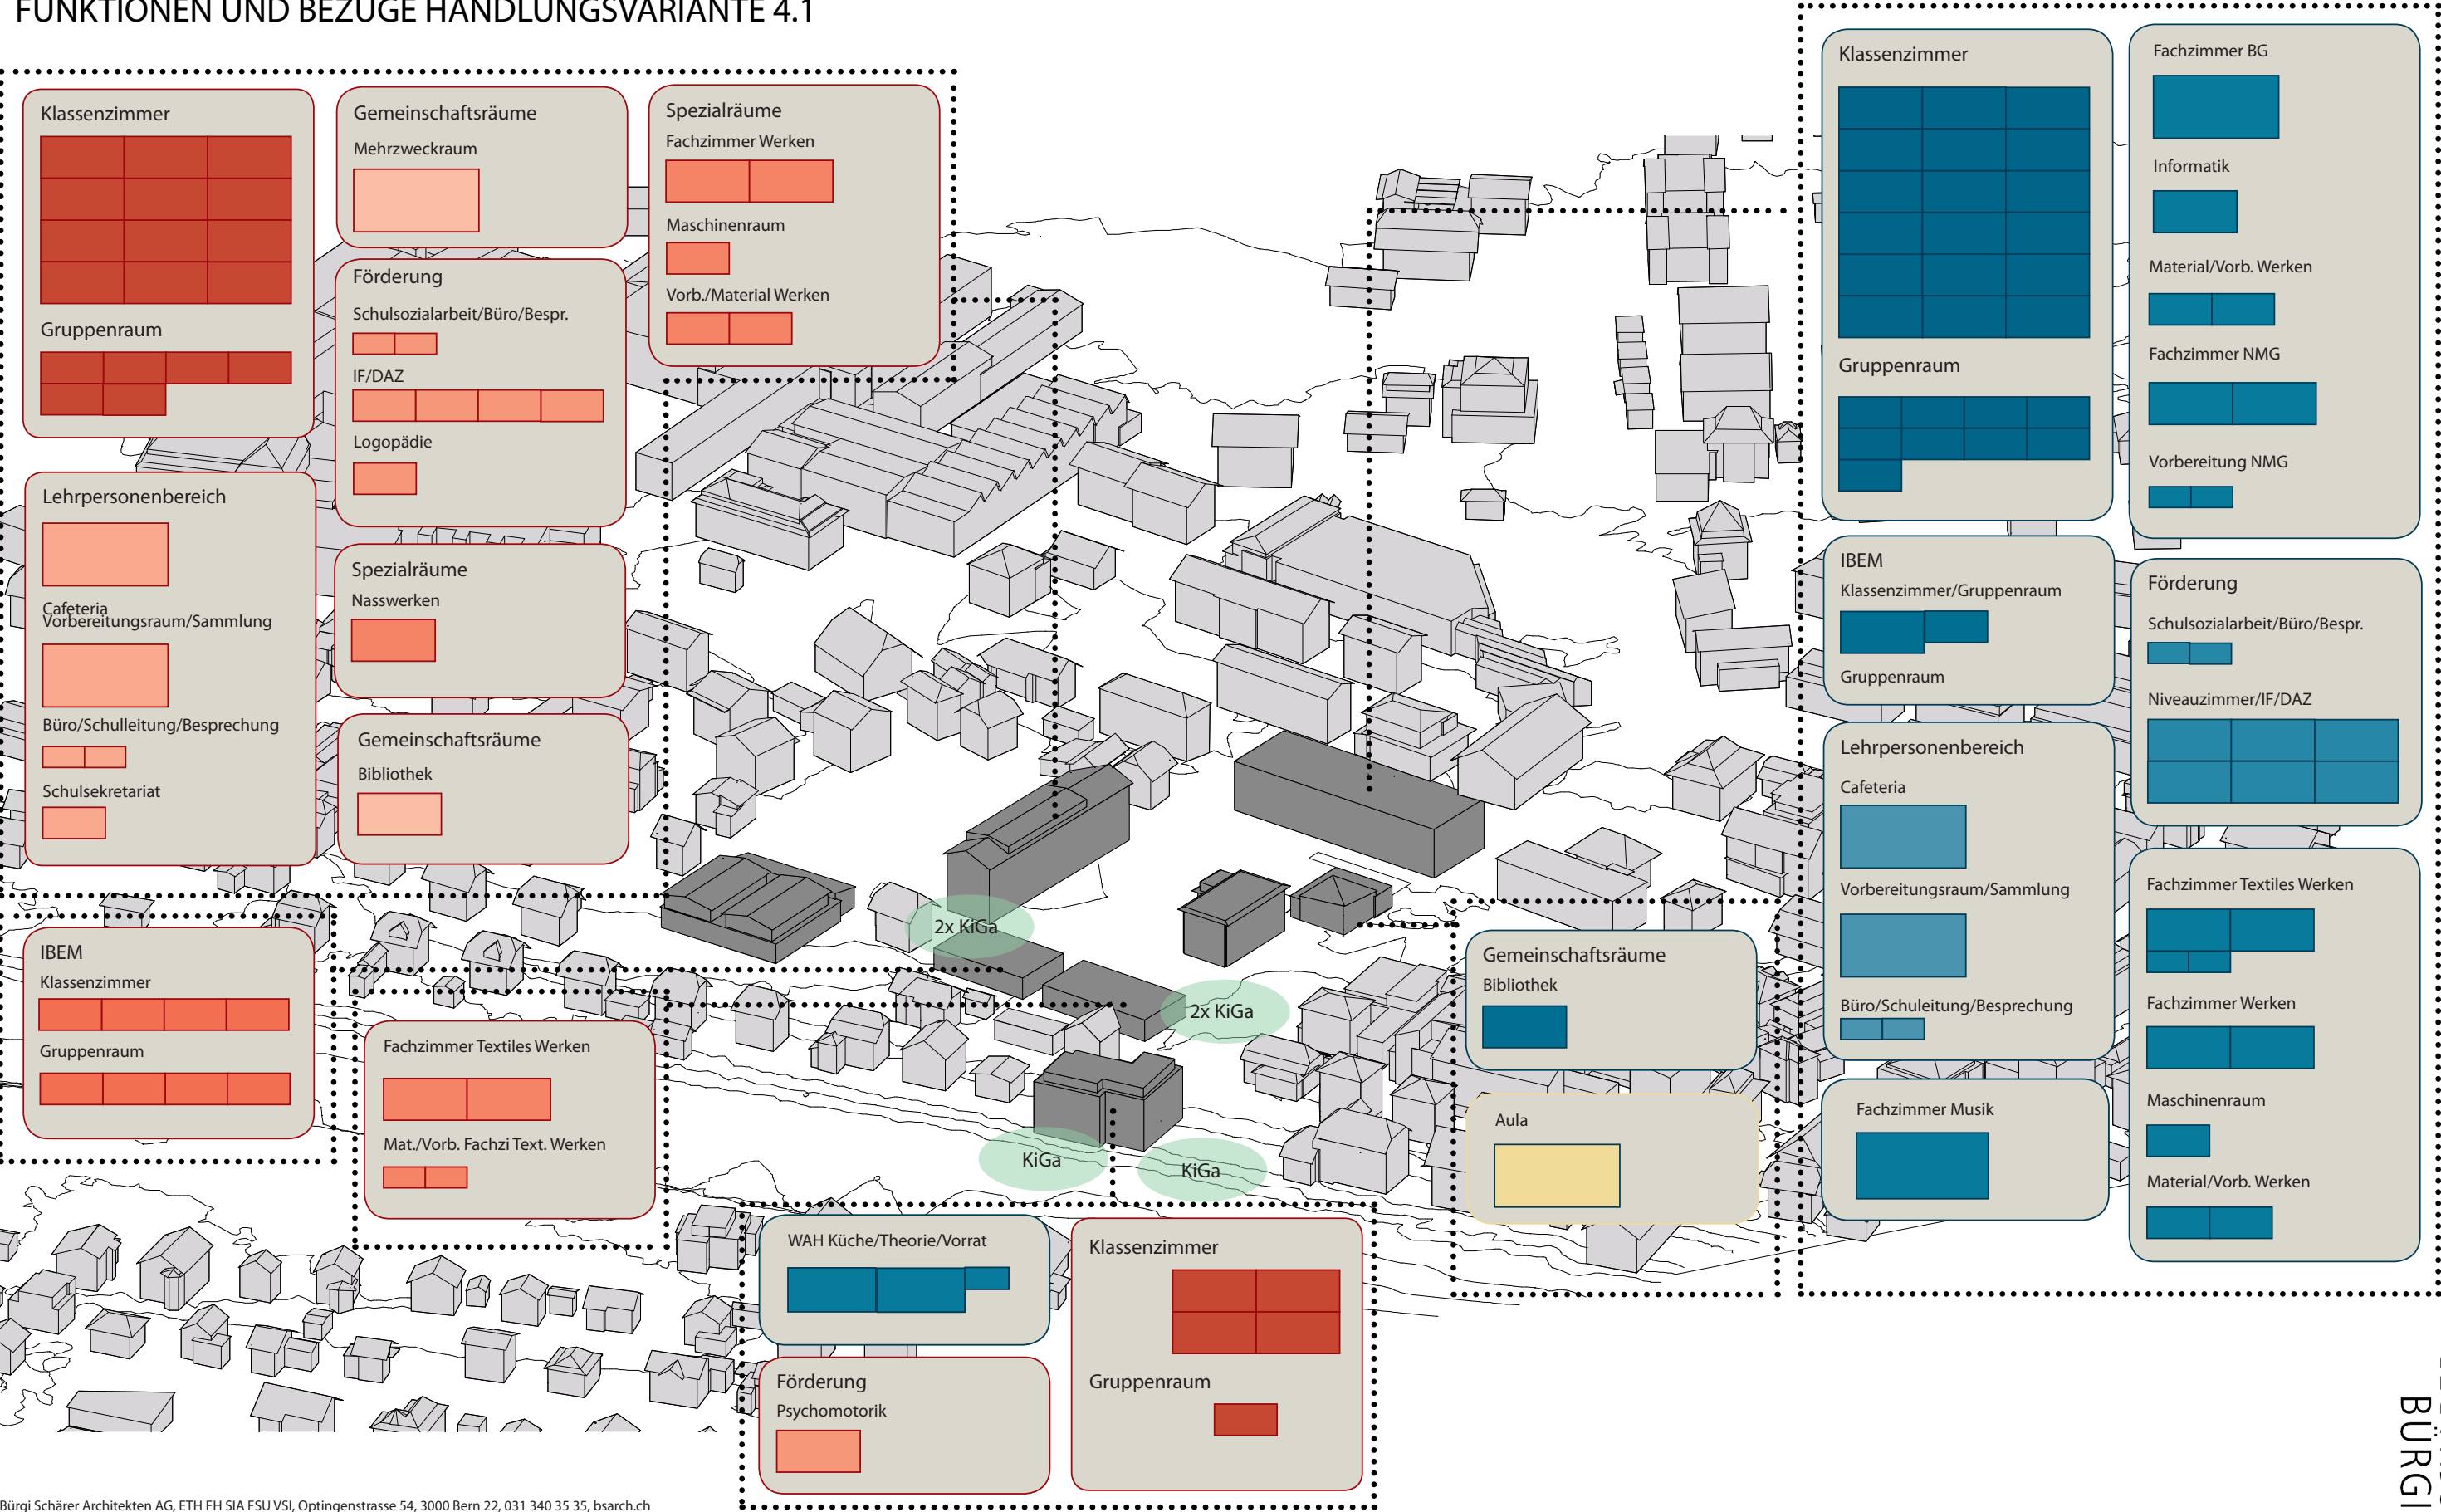 FUNKTIONEN UND BEZÜGE HANDLUNGSVARIANTE 4.1
Klassenzimmer
Gruppenraum
Gemeinschaftsräume
Mehrzweckraum
Förderung
Schulsozialarbeit/Büro/Bespr.
IF/DAZ
Logopädie
Spezialräume
Fachzimmer Werken
Maschinenraum
Vorb./Material Werken
Lehrpersonenbereich
Cafeteria
Vorbereitungsraum/Sammlung
Büro/Schulleitung/Besprechung
Schulsekretariat
Spezialräume
Nasswerken
Gemeinschaftsräume
Bibliothek
IBEM
Klassenzimmer
Gruppenraum
Fachzimmer Textiles Werken
Mat./Vorb. Fachzi Text. Werken
2x KiGa
2x KiGa
KiGa
KiGa
WAH Küche/Theorie/Vorrat
Förderung
Psychomotorik
Klassenzimmer
Gruppenraum
Gemeinschaftsräume
Bibliothek
Aula
Klassenzimmer
Gruppenraum
IBEM
Klassenzimmer/Gruppenraum
Gruppenraum
Lehrpersonenbereich
Cafeteria
Vorbereitungsraum/Sammlung
Büro/Schuleitung/Besprechung
Fachzimmer Musik
Fachzimmer BG
Informatik
Material/Vorb. Werken
Fachzimmer NMG
Vorbereitung NMG
Förderung
Schulsozialarbeit/Büro/Bespr.
Niveauzimmer/IF/DAZ
Fachzimmer Textiles Werken
Fachzimmer Werken
Maschinenraum
Material/Vorb. Werken
BÜRGI
Bürgi Schärer Architekten AG, ETH FH SIA FSU VSI, Optingenstrasse 54, 3000 Bern 22, 031 340 35 35, bsarch.ch